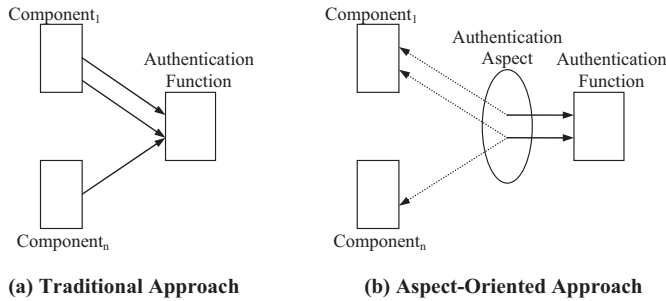 Component₁
Authentication
Function
Componentₙ
(a) Traditional Approach
Component₁
Authentication
Aspect
Authentication
Function
Componentₙ
(b) Aspect-Oriented Approach